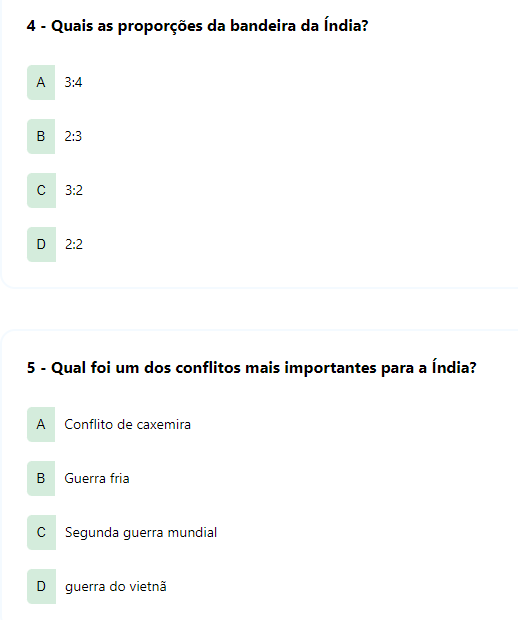 4 - Quais as proporções da bandeira da Índia?
A 3:4
B 2:3
C 3:2
D 2:2
5 - Qual foi um dos conflitos mais importantes para a Índia?
A Conflito de caxemira
B Guerra fria
C Segunda guerra mundial
D guerra do vietnã